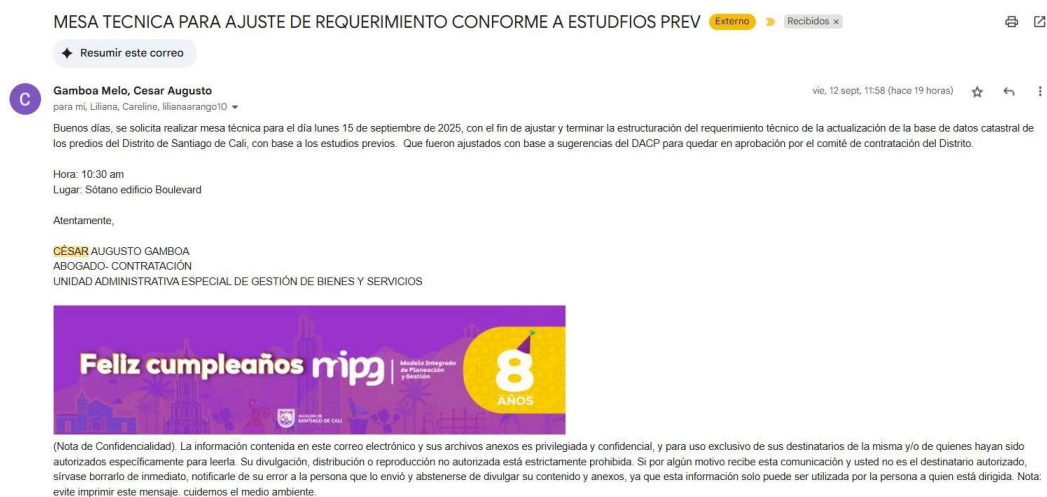 MESA TECNICA PARA AJUSTE DE REQUERIMIENTO CONFORME A ESTUDFIOS PREV Externo Recibidos ×
Resumir este correo
C
Gamboa Melo, Cesar Augusto
vie, 12 sept, 11:58 (hace 19 horas)
para mi, Liliana, Careline, lilianaarango10
Buenos días, se solicita realizar mesa técnica para el día lunes 15 de septiembre de 2025, con el fin de ajustar y terminar la estructuración del requerimiento técnico de la actualización de la base de datos catastral de
los predios del Distrito de Santiago de Cali, con base a los estudios previos. Que fueron ajustados con base a sugerencias del DACP para quedar en aprobación por el comité de contratación del Distrito.
Hora: 10:30 am
Lugar: Sótano edificio Boulevard
Atentamente,
CÉSAR AUGUSTO GAMBOA
ABOGADO- CONTRATACIÓN
UNIDAD ADMINISTRATIVA ESPECIAL DE GESTIÓN DE BIENES Y SERVICIOS
Feliz cumpleaños mipg
Modelo Integrado
de Planeación
y Gestión
8
AÑOS
ALCALDÍA DE
SANTIAGO DE CALI
(Nota de Confidencialidad). La información contenida en este correo electrónico y sus archivos anexos es privilegiada y confidencial, y para uso exclusivo de sus destinatarios de la misma y/o de quienes hayan sido
autorizados específicamente para leerla. Su divulgación, distribución o reproducción no autorizada está estrictamente prohibida. Si por algún motivo recibe esta comunicación y usted no es el destinatario autorizado,
sírvase borrarlo de inmediato, notificarle de su error a la persona que lo envió y abstenerse de divulgar su contenido y anexos, ya que esta información solo puede ser utilizada por la persona a quien está dirigida. Nota:
evite imprimir este mensaje, cuidemos el medio ambiente.